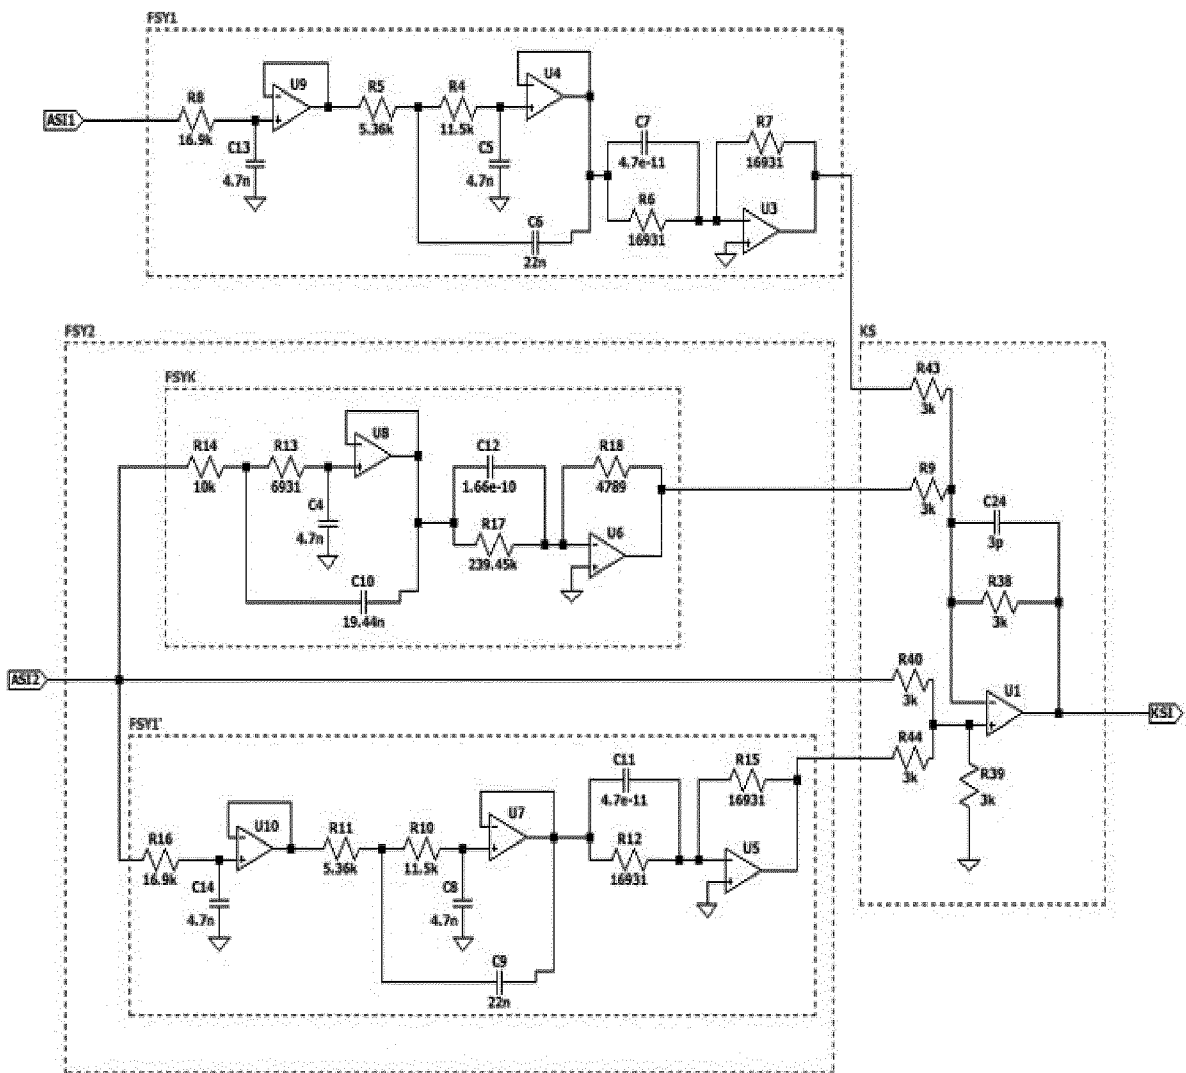 FSY1
ASI1
R8
16.9k
C13
4.7n
U9
R5
5.36k
R4
11.5k
C5
4.7n
U4
C6
22n
C7
4.7e-11
R6
16931
R7
16931
U3
FSY2
FSYK
R14
10k
R13
6931
C4
4.7n
U8
C10
19.44n
C12
1.66e-10
R17
239.45k
R18
4789
U6
KS
R43
3k
R9
3k
C24
3p
R38
3k
ASI2
R40
3k
R44
3k
U1
R39
3k
KSI
FSY1'
R16
16.9k
C14
4.7n
U10
R11
5.36k
R10
11.5k
C8
4.7n
U7
C9
22n
C11
4.7e-11
R12
16931
R15
16931
U5